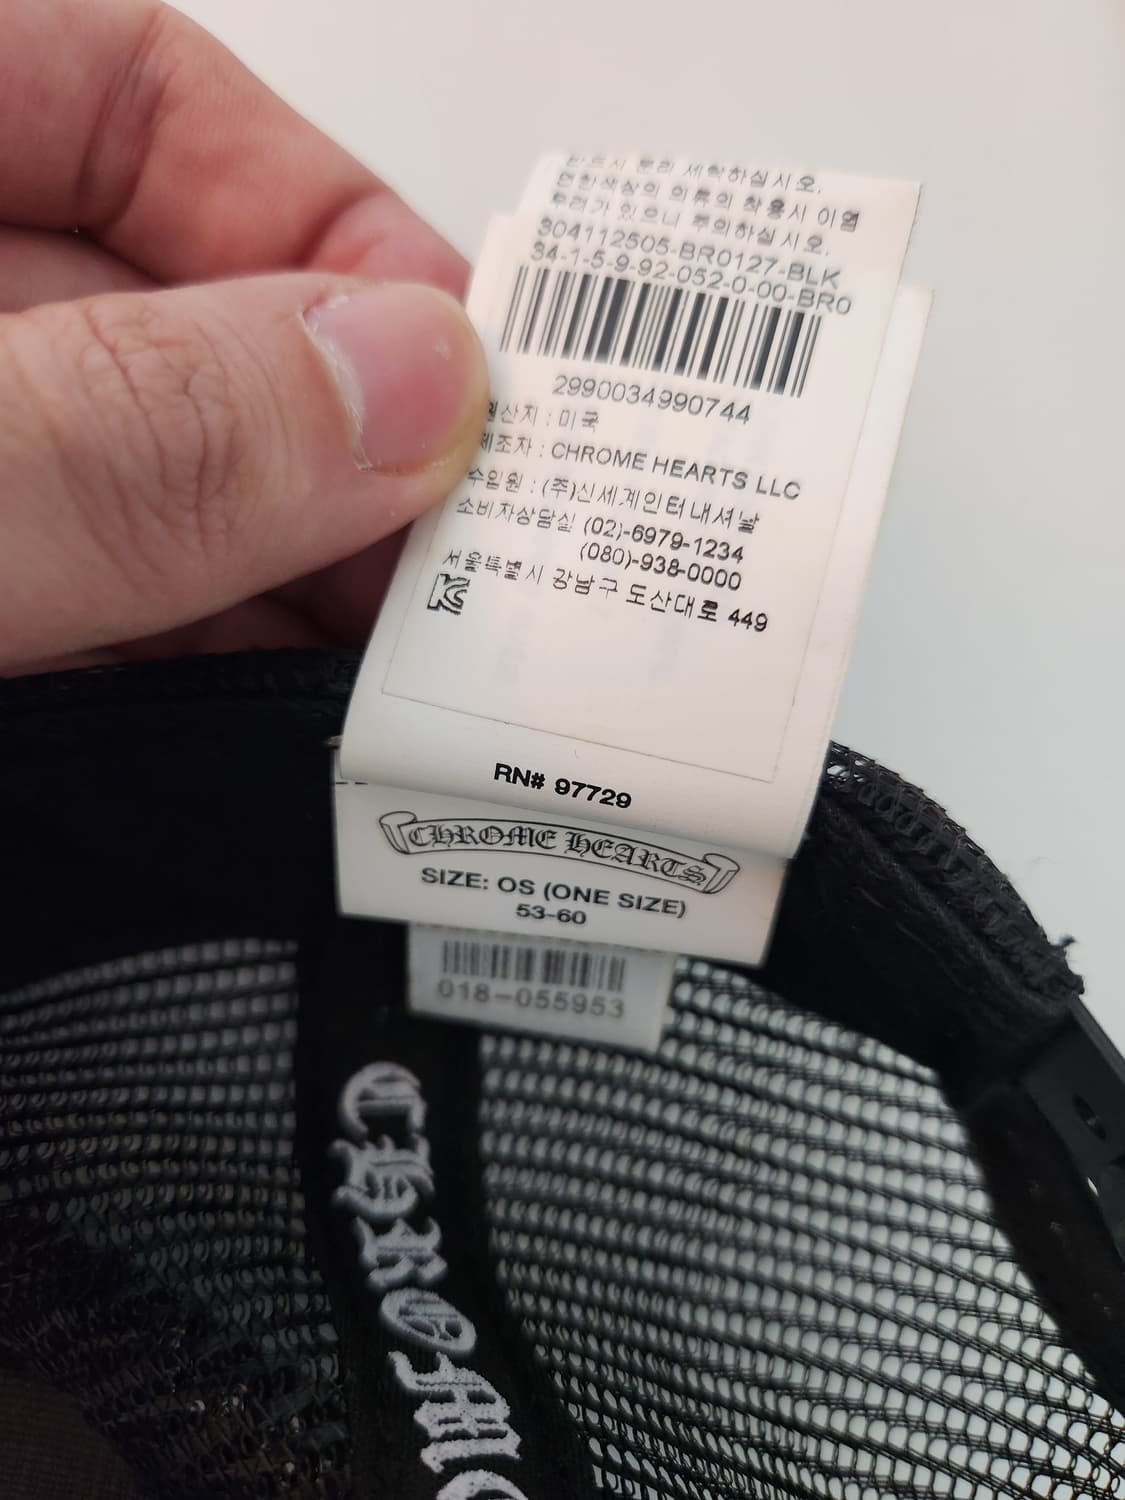 반드시 분리 세탁하십시오.
연한색상의 의류의 착용시 이염
우려가 있으니 주의하십시오.
304112505-BR0127-BLK
34-1-5-9-92-052-0-00-BR0
2990034990744
원산지 : 미국
제조자 : CHROME HEARTS LLC
수입원 : (주)신세계인터내셔날
소비자상담실 (02)-6979-1234
(080)-938-0000
서울특별시 강남구 도산대로 449
RN# 97729
CHROME HEARTS
SIZE: OS (ONE SIZE)
53-60
018-055953
CHROM